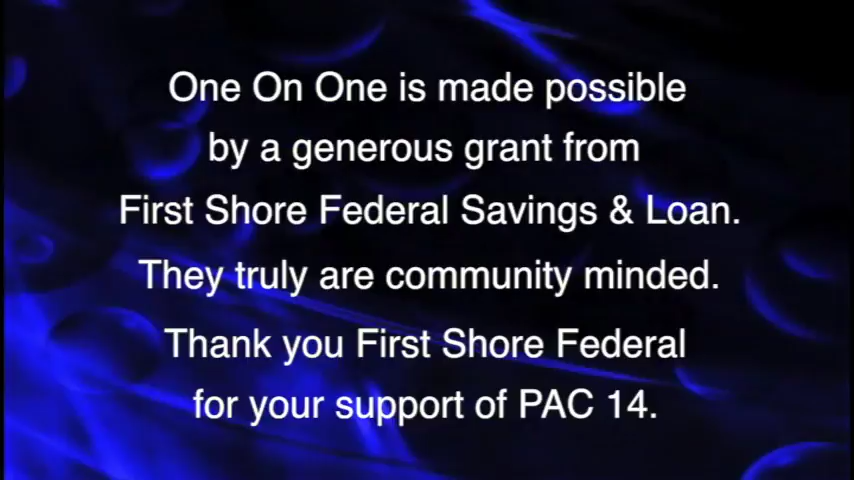 One On One is made possible
by a generous grant from
First Shore Federal Savings & Loan.
They truly are community minded.
Thank you First Shore Federal
for your support of PAC 14.